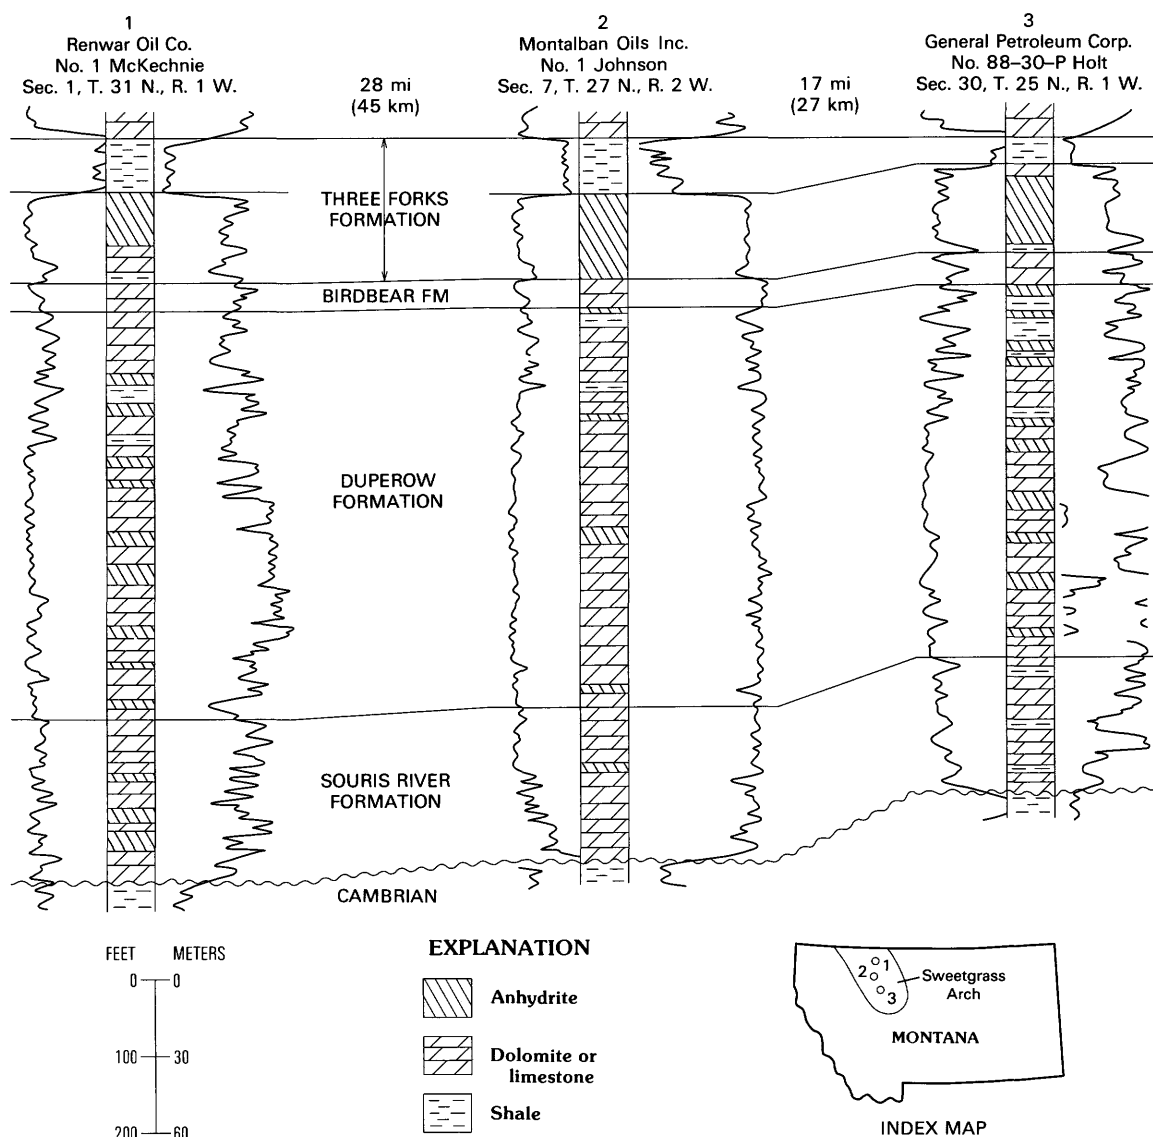 1
Renwar Oil Co.
No. 1 McKechnie
Sec. 1, T. 31 N., R. 1 W.
28 mi
(45 km)
2
Montalban Oils Inc.
No. 1 Johnson
Sec. 7, T. 27 N., R. 2 W.
17 mi
(27 km)
3
General Petroleum Corp.
No. 88–30–P Holt
Sec. 30, T. 25 N., R. 1 W.
THREE FORKS
FORMATION
BIRDBEAR FM
DUPEROW
FORMATION
SOURIS RIVER
FORMATION
CAMBRIAN
FEET METERS
0 0
100 30
200 60
EXPLANATION
Anhydrite
Dolomite or
limestone
Shale
1
2
3
Sweetgrass
Arch
MONTANA
INDEX MAP